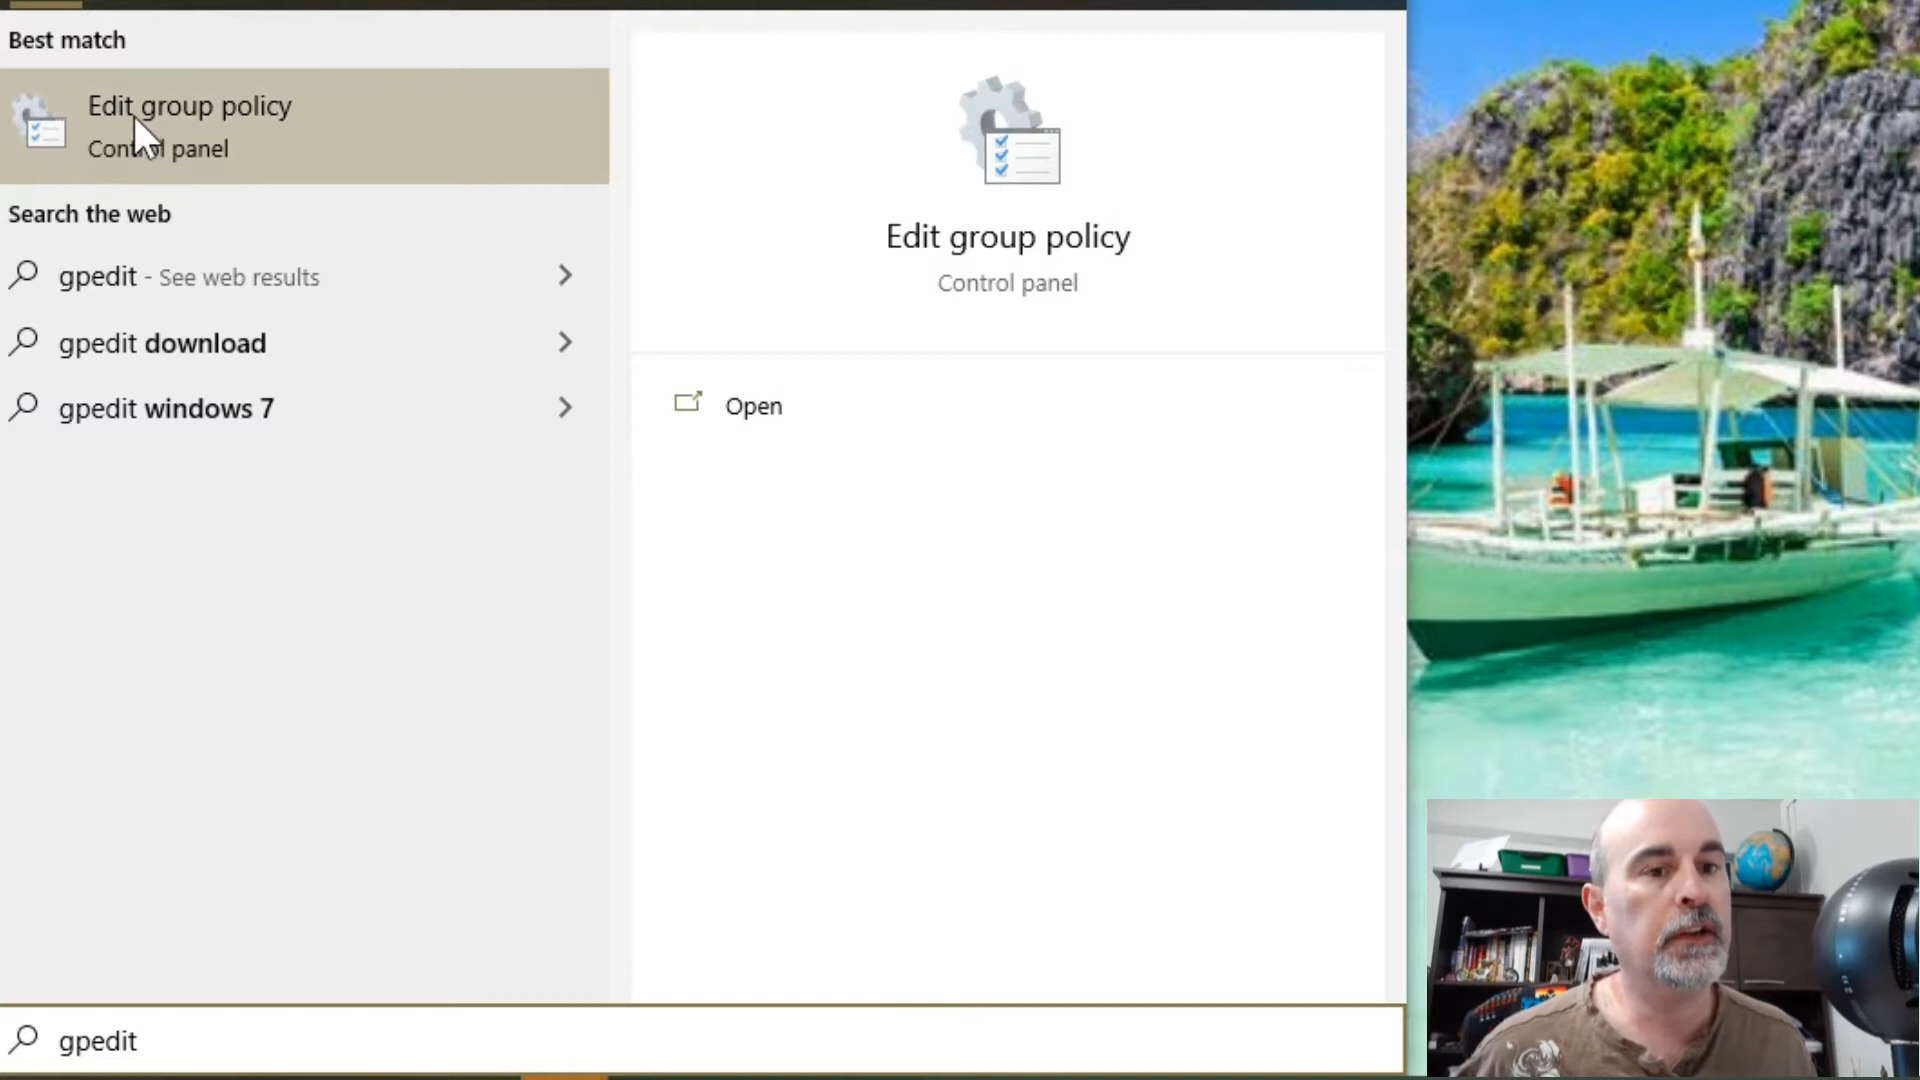 Best match
Edit group policy
Control panel
Search the web
gpedit - See web results
gpedit download
gpedit windows 7
Edit group policy
Control panel
Open
gpedit